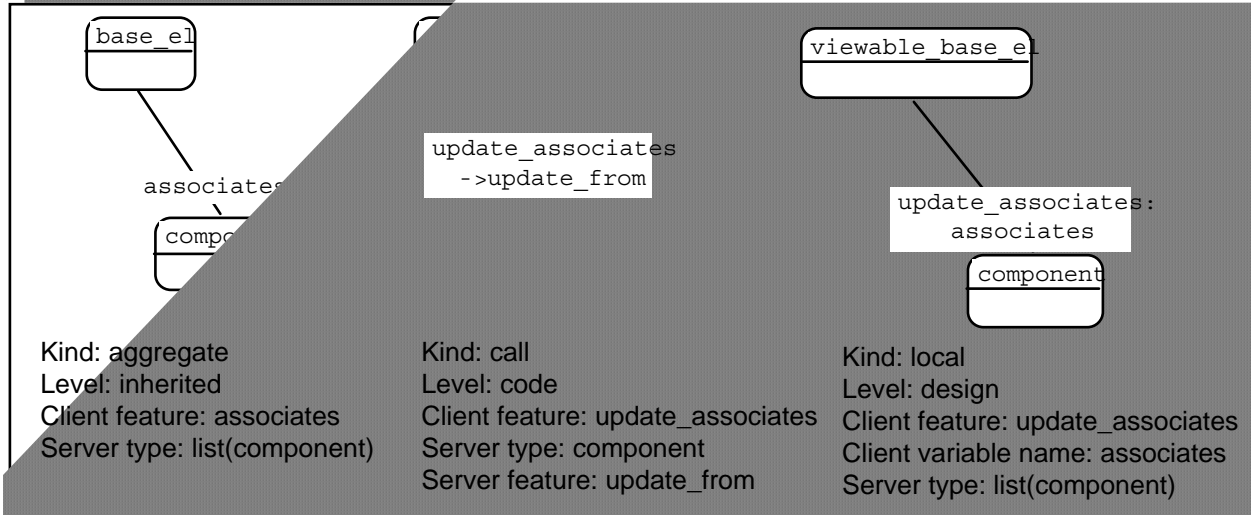 base_el
associates
compo
Kind: aggregate
Level: inherited
Client feature: associates
Server type: list(component)
update_associates
->update_from
Kind: call
Level: code
Client feature: update_associates
Server type: component
Server feature: update_from
viewable_base_el
update_associates:
associates
component
Kind: local
Level: design
Client feature: update_associates
Client variable name: associates
Server type: list(component)